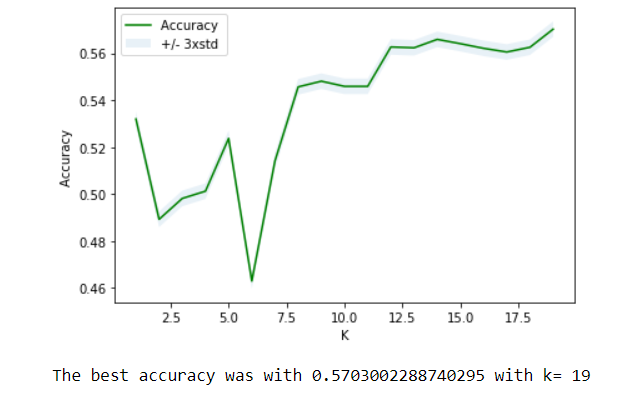 Accuracy
+/- 3xstd
0.56
0.54
0.52
0.50
0.48
0.46
Accuracy
2.5 5.0 7.5 10.0 12.5 15.0 17.5
K
The best accuracy was with 0.5703002288740295 with k= 19